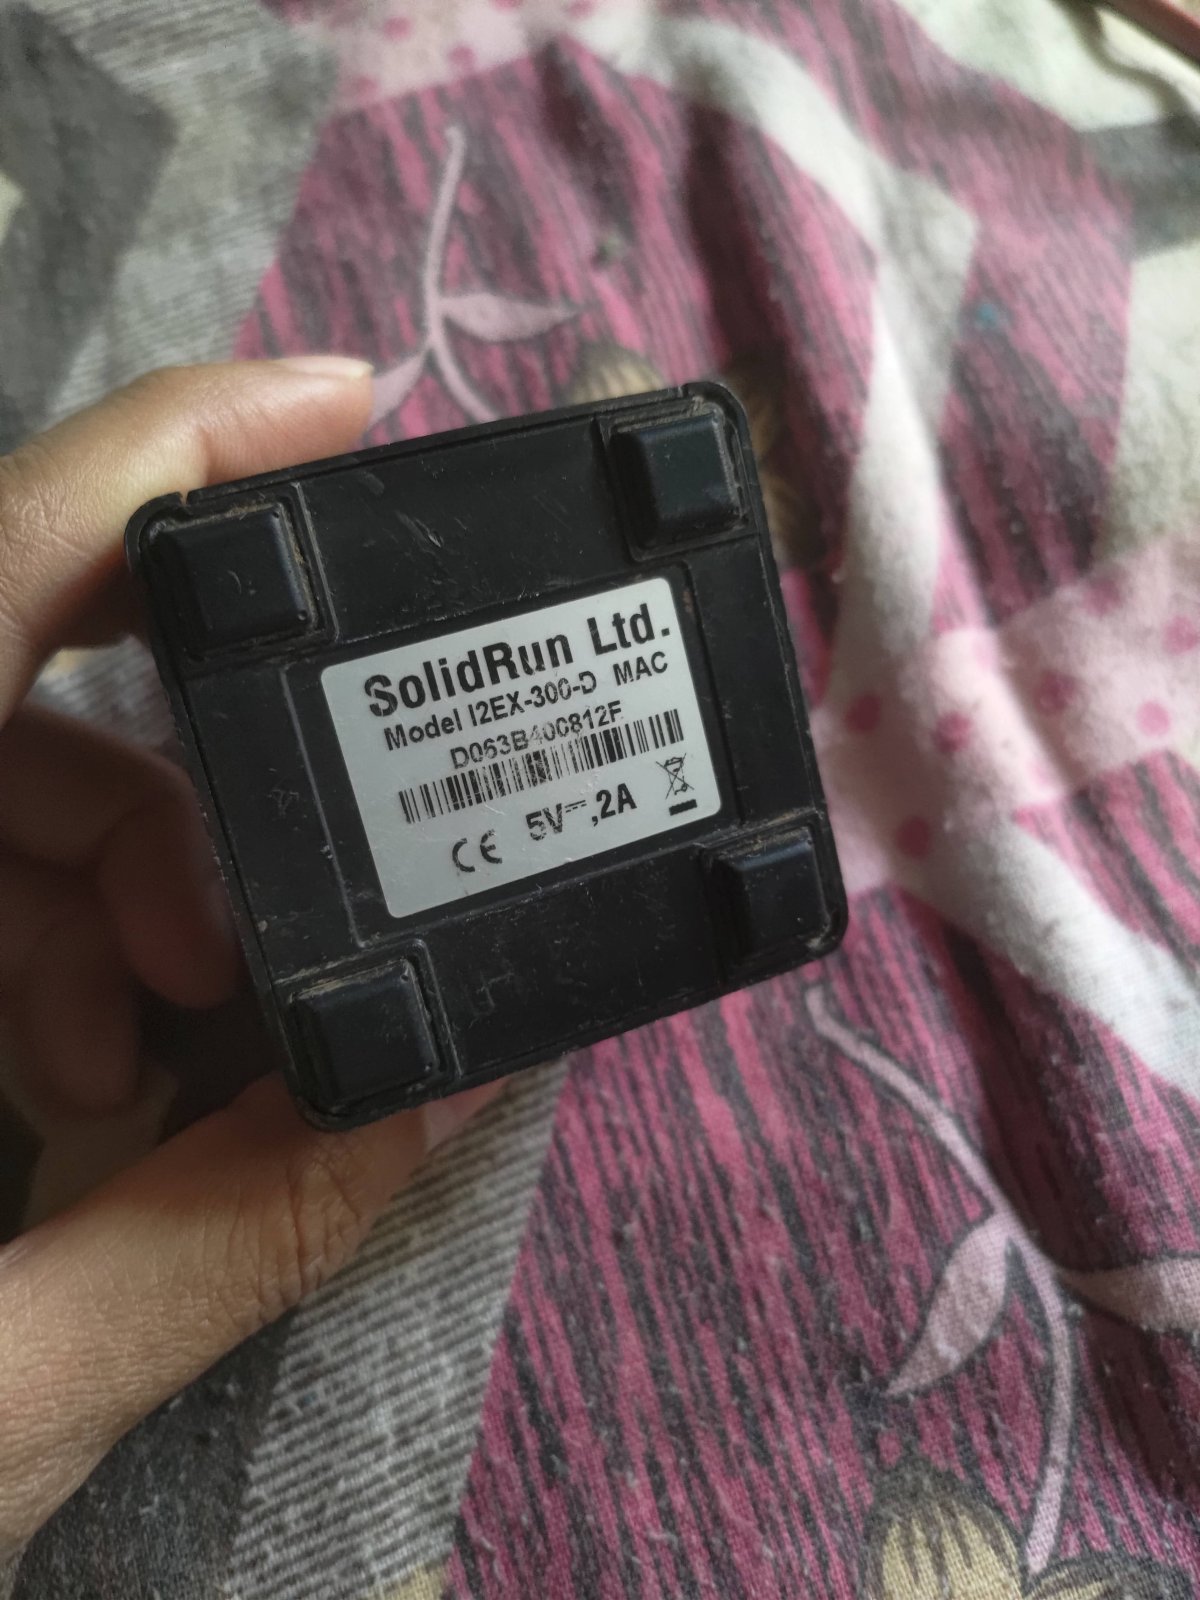 SolidRun Ltd.
Model I2EX-300-D MAC
D063B400812F
CE 5V⎓,2A